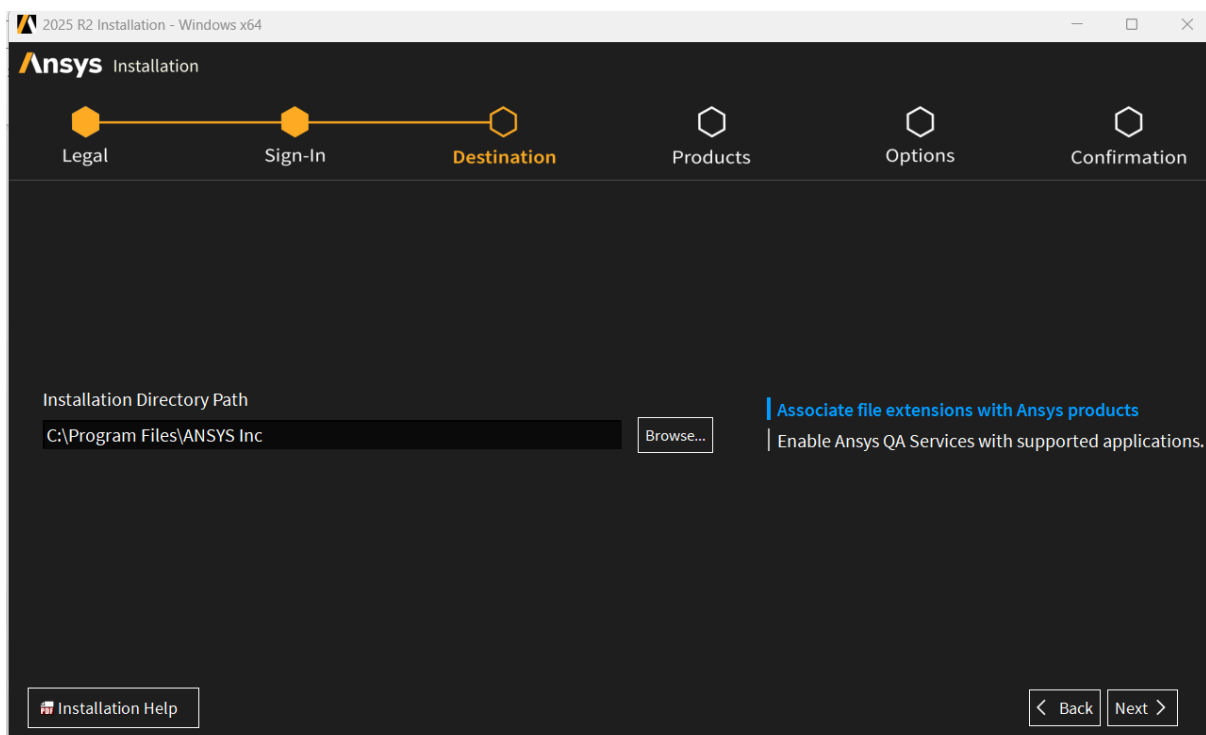 2025 R2 Installation - Windows x64
Ansys Installation
Legal
Sign-In
Destination
Products
Options
Confirmation
Installation Directory Path
C:\Program Files\ANSYS Inc
Browse...
Associate file extensions with Ansys products
Enable Ansys QA Services with supported applications.
Installation Help
Back
Next